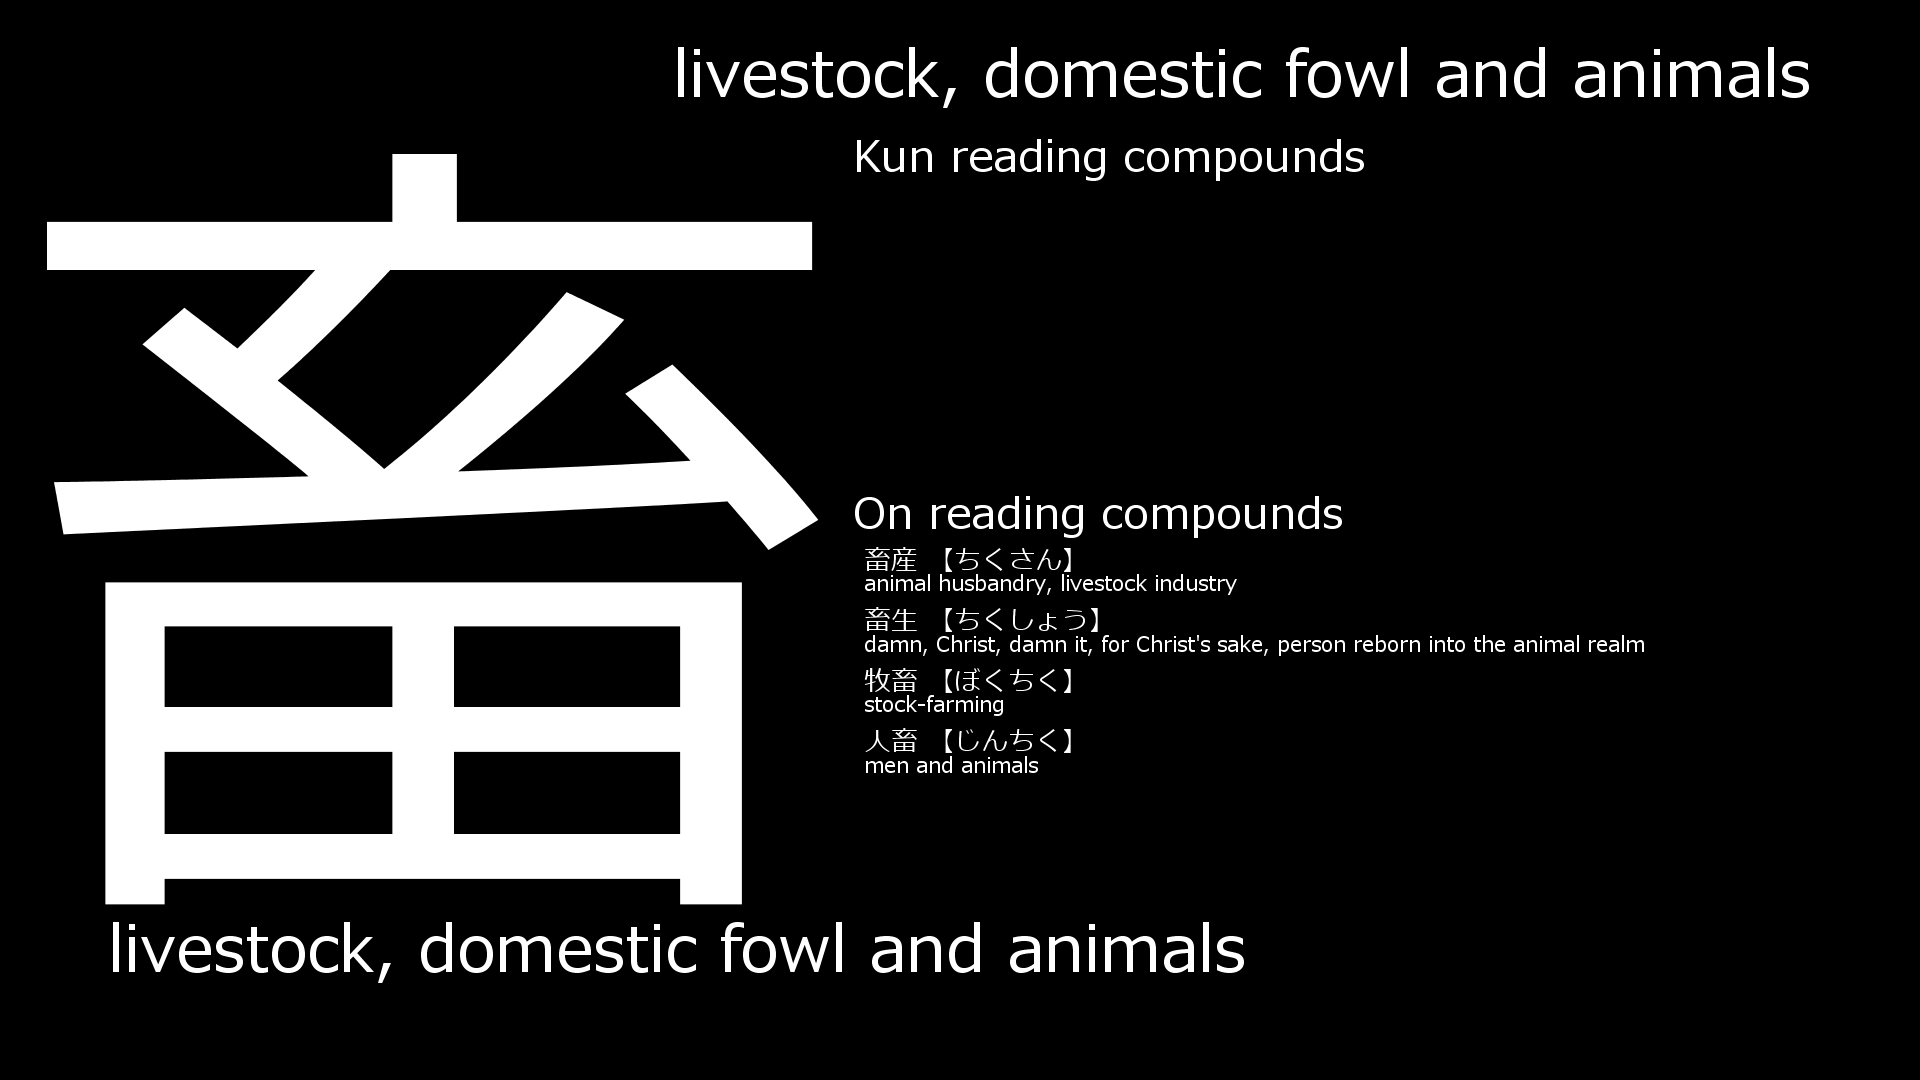 livestock, domestic fowl and animals
畜
Kun reading compounds
On reading compounds
畜産 【ちくさん】
animal husbandry, livestock industry
畜生 【ちくしょう】
damn, Christ, damn it, for Christ's sake, person reborn into the animal realm
牧畜 【ぼくちく】
stock-farming
人畜 【じんちく】
men and animals
livestock, domestic fowl and animals